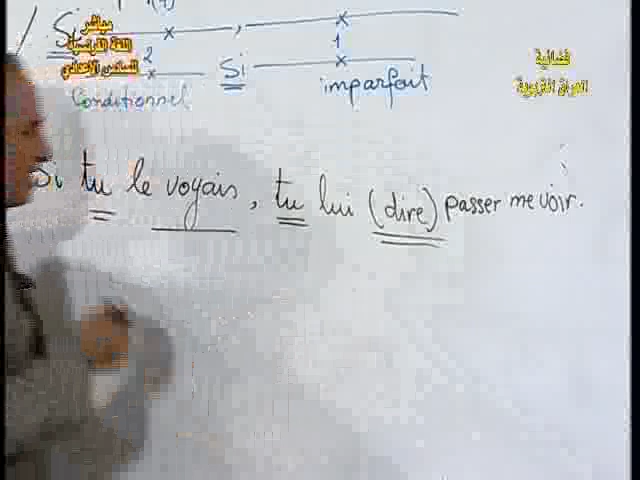 Si ,
مباشر
اللغة الفرنسية
للسادس الاعدادي
2 Si 1
Conditionnel imparfait
فضائية
العراق التربوية
Si tu le voyais, tu lui (dire) passer me voir.